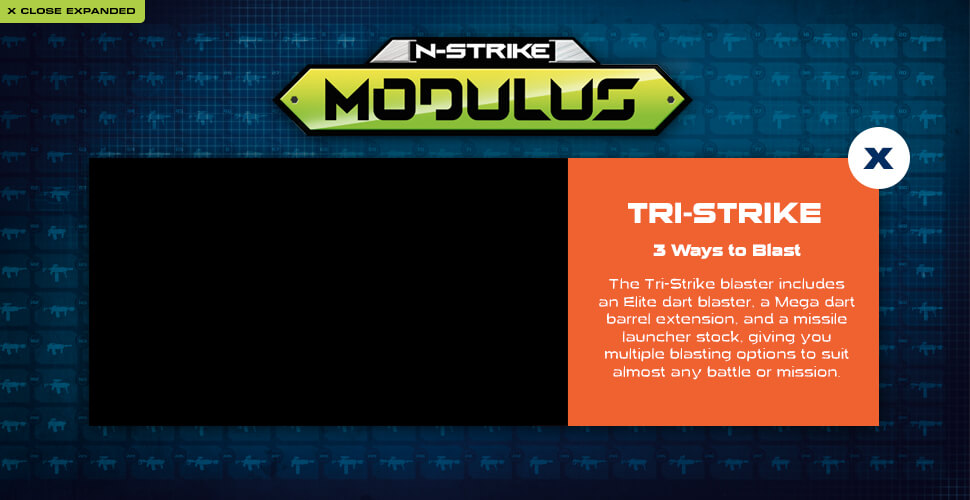 X CLOSE EXPANDED
N-STRIKE
MODULUS
X
TRI-STRIKE
3 Ways to Blast
The Tri-Strike blaster includes
an Elite dart blaster, a Mega dart
barrel extension, and a missile
launcher stock, giving you
multiple blasting options to suit
almost any battle or mission.